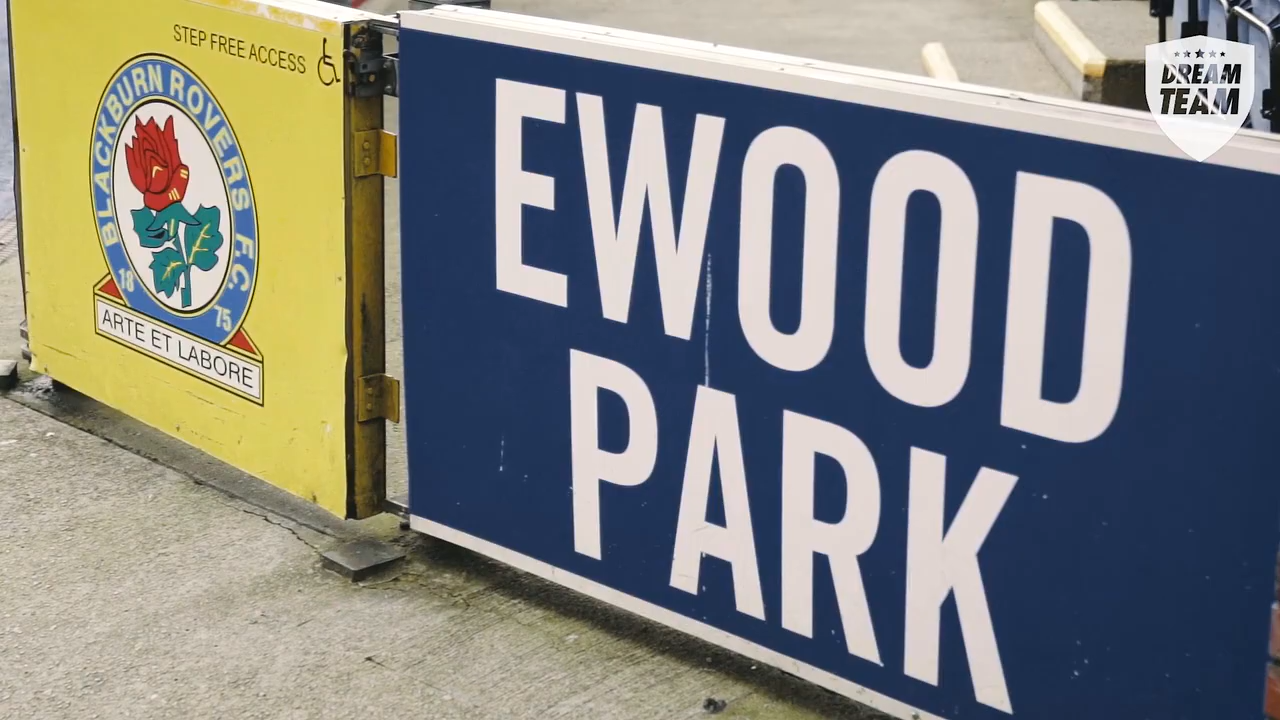 STEP FREE ACCESS
BLACKBURN ROVERS F.C.
18 75
ARTE ET LABORE
EWOOD
PARK
DREAM
TEAM